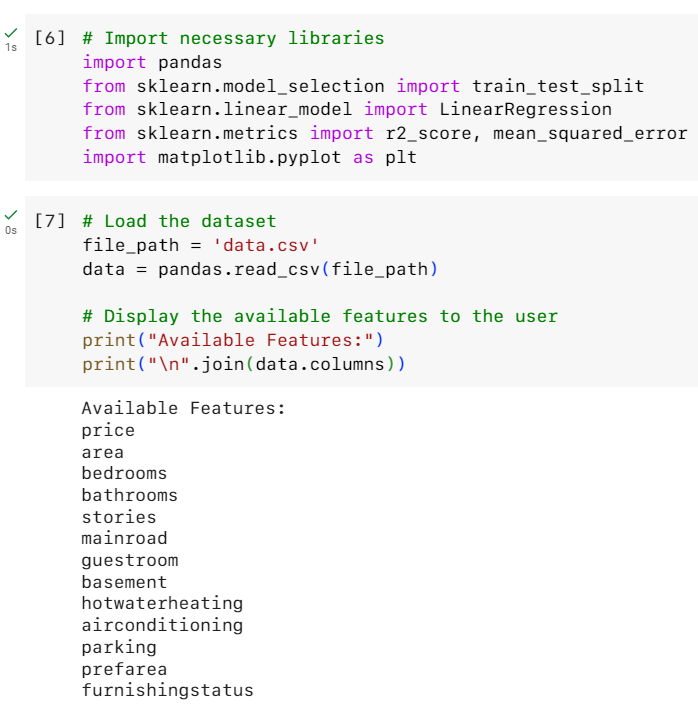 [6] # Import necessary libraries
import pandas
from sklearn.model_selection import train_test_split
from sklearn.linear_model import LinearRegression
from sklearn.metrics import r2_score, mean_squared_error
import matplotlib.pyplot as plt
1s
[7] # Load the dataset
file_path = 'data.csv'
data = pandas.read_csv(file_path)
0s
# Display the available features to the user
print("Available Features:")
print("\n".join(data.columns))
Available Features:
price
area
bedrooms
bathrooms
stories
mainroad
guestroom
basement
hotwaterheating
airconditioning
parking
prefarea
furnishingstatus